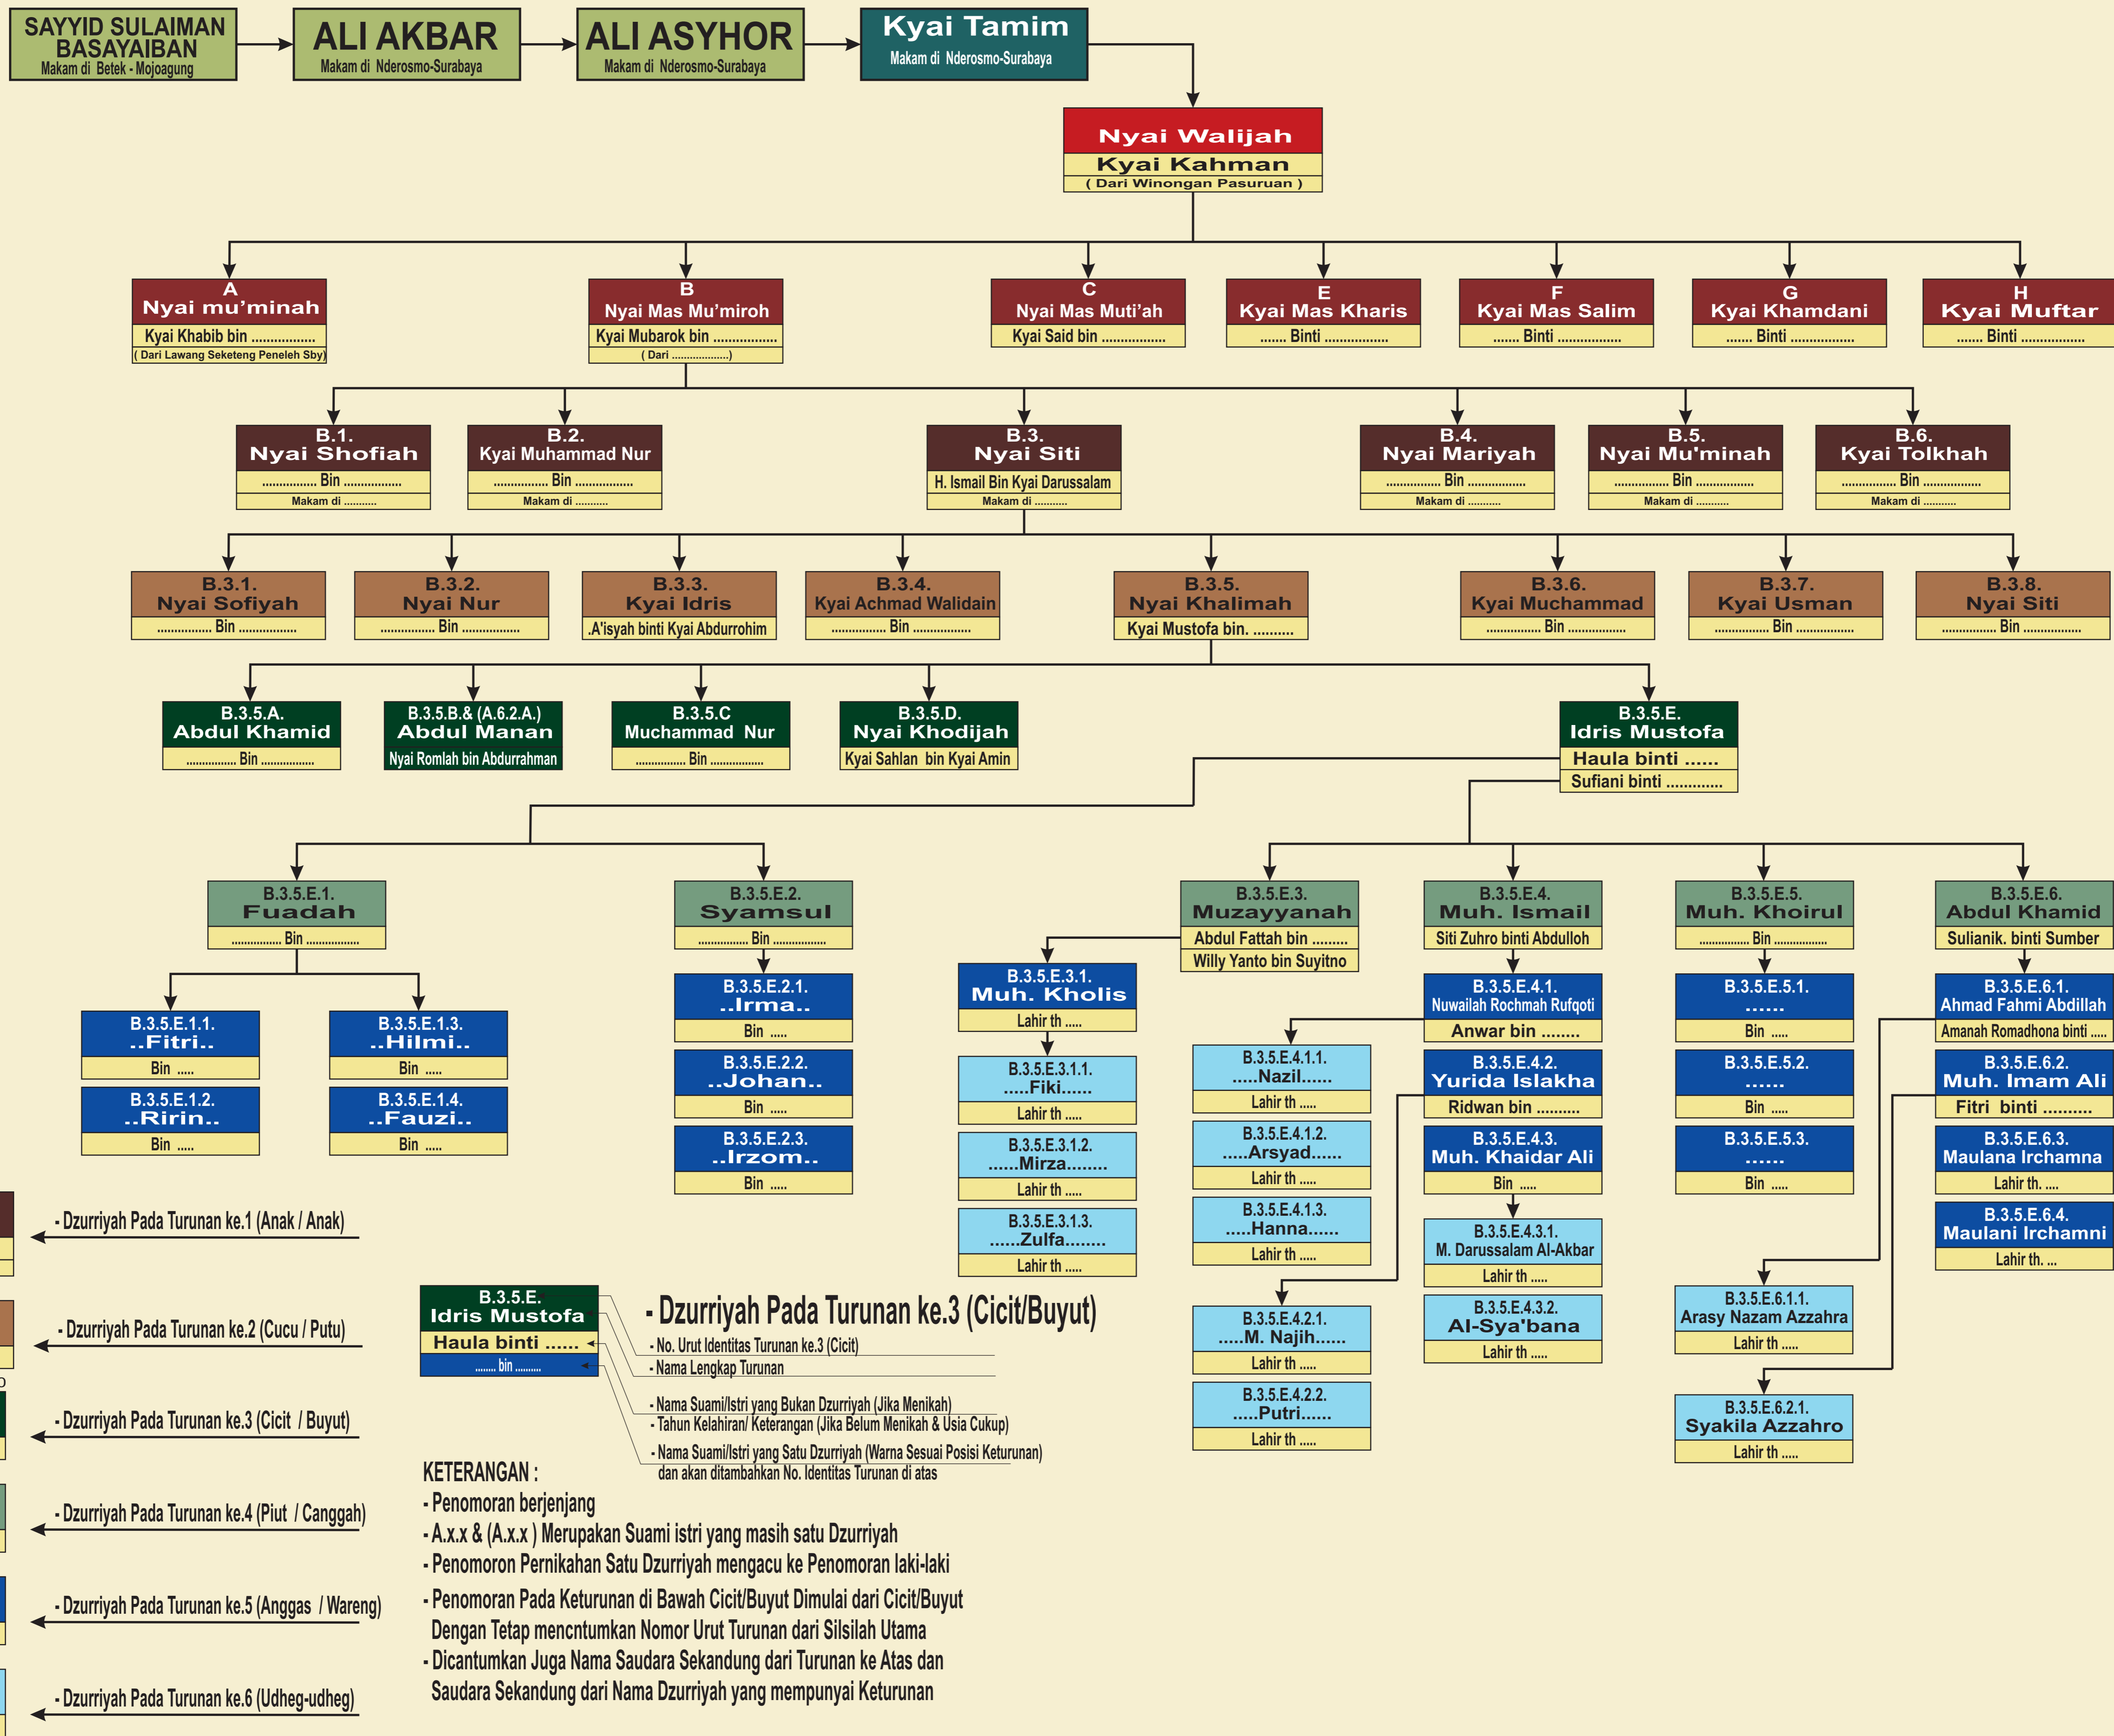 SAYYID SULAIMAN
BASAYAIBAN
Makam di Betek - Mojoagung
ALI AKBAR
Makam di Nderosmo-Surabaya
ALI ASYHOR
Makam di Nderosmo-Surabaya
Kyai Tamim
Makam di Nderosmo-Surabaya
Nyai Walijah
Kyai Kahman
( Dari Winongan Pasuruan )
A
Nyai mu’minah
Kyai Khabib bin .................
( Dari Lawang Seketeng Peneleh Sby)
B
Nyai Mas Mu’miroh
Kyai Mubarok bin .................
( Dari ...................)
C
Nyai Mas Muti’ah
Kyai Said bin .................
E
Kyai Mas Kharis
....... Binti .................
F
Kyai Mas Salim
....... Binti .................
G
Kyai Khamdani
....... Binti .................
H
Kyai Muftar
....... Binti .................
B.1.
Nyai Shofiah
................ Bin .................
Makam di ...........
B.2.
Kyai Muhammad Nur
................ Bin .................
Makam di ...........
B.3.
Nyai Siti
H. Ismail Bin Kyai Darussalam
Makam di ...........
B.4.
Nyai Mariyah
................ Bin .................
Makam di ...........
B.5.
Nyai Mu'minah
................ Bin .................
Makam di ...........
B.6.
Kyai Tolkhah
................ Bin .................
Makam di ...........
B.3.1.
Nyai Sofiyah
................ Bin .................
B.3.2.
Nyai Nur
................ Bin .................
B.3.3.
Kyai Idris
.A'isyah binti Kyai Abdurrohim
B.3.4.
Kyai Achmad Walidain
................ Bin .................
B.3.5.
Nyai Khalimah
Kyai Mustofa bin. ..........
B.3.6.
Kyai Muchammad
................ Bin .................
B.3.7.
Kyai Usman
................ Bin .................
B.3.8.
Nyai Siti
................ Bin .................
B.3.5.A.
Abdul Khamid
................ Bin .................
B.3.5.B.& (A.6.2.A.)
Abdul Manan
Nyai Romlah bin Abdurrahman
B.3.5.C
Muchammad Nur
................ Bin .................
B.3.5.D.
Nyai Khodijah
Kyai Sahlan bin Kyai Amin
B.3.5.E.
Idris Mustofa
Haula binti ......
Sufiani binti .............
B.3.5.E.1.
Fuadah
................ Bin .................
B.3.5.E.2.
Syamsul
................ Bin .................
B.3.5.E.3.
Muzayyanah
Abdul Fattah bin .........
Willy Yanto bin Suyitno
B.3.5.E.4.
Muh. Ismail
Siti Zuhro binti Abdulloh
B.3.5.E.5.
Muh. Khoirul
................ Bin .................
B.3.5.E.6.
Abdul Khamid
Sulianik. binti Sumber
B.3.5.E.1.1.
..Fitri..
Bin .....
B.3.5.E.1.2.
..Ririn..
Bin .....
B.3.5.E.1.3.
..Hilmi..
Bin .....
B.3.5.E.1.4.
..Fauzi..
Bin .....
B.3.5.E.2.1.
..Irma..
Bin .....
B.3.5.E.2.2.
..Johan..
Bin .....
B.3.5.E.2.3.
..Irzom..
Bin .....
B.3.5.E.3.1.
Muh. Kholis
Lahir th .....
B.3.5.E.3.1.1.
.....Fiki......
Lahir th .....
B.3.5.E.3.1.2.
......Mirza........
Lahir th .....
B.3.5.E.3.1.3.
......Zulfa........
Lahir th .....
B.3.5.E.4.1.
Nuwailah Rochmah Rufqoti
Anwar bin ........
B.3.5.E.4.2.
Yurida Islakha
Ridwan bin ..........
B.3.5.E.4.3.
Muh. Khaidar Ali
Bin .....
B.3.5.E.4.1.1.
.....Nazil......
Lahir th .....
B.3.5.E.4.1.2.
.....Arsyad......
Lahir th .....
B.3.5.E.4.1.3.
.....Hanna......
Lahir th .....
B.3.5.E.4.2.1.
.....M. Najih......
Lahir th .....
B.3.5.E.4.2.2.
.....Putri......
Lahir th .....
B.3.5.E.4.3.1.
M. Darussalam Al-Akbar
Lahir th .....
B.3.5.E.4.3.2.
Al-Sya'bana
Lahir th .....
B.3.5.E.5.1.
......
Bin .....
B.3.5.E.5.2.
......
Bin .....
B.3.5.E.5.3.
......
Bin .....
B.3.5.E.6.1.
Ahmad Fahmi Abdillah
Amanah Romadhona binti .....
B.3.5.E.6.2.
Muh. Imam Ali
Fitri binti ..........
B.3.5.E.6.3.
Maulana Irchamna
Lahir th. ....
B.3.5.E.6.4.
Maulani Irchamni
Lahir th. ...
B.3.5.E.6.1.1.
Arasy Nazam Azzahra
Lahir th .....
B.3.5.E.6.2.1.
Syakila Azzahro
Lahir th .....
- Dzurriyah Pada Turunan ke.1 (Anak / Anak)
- Dzurriyah Pada Turunan ke.2 (Cucu / Putu)
- Dzurriyah Pada Turunan ke.3 (Cicit / Buyut)
- Dzurriyah Pada Turunan ke.4 (Piut / Canggah)
- Dzurriyah Pada Turunan ke.5 (Anggas / Wareng)
- Dzurriyah Pada Turunan ke.6 (Udheg-udheg)
B.3.5.E.
Idris Mustofa
Haula binti ......
........ bin ..........
- Dzurriyah Pada Turunan ke.3 (Cicit/Buyut)
- No. Urut Identitas Turunan ke.3 (Cicit)
- Nama Lengkap Turunan
- Nama Suami/Istri yang Bukan Dzurriyah (Jika Menikah)
- Tahun Kelahiran/ Keterangan (Jika Belum Menikah & Usia Cukup)
- Nama Suami/Istri yang Satu Dzurriyah (Warna Sesuai Posisi Keturunan)
dan akan ditambahkan No. Identitas Turunan di atas
KETERANGAN :
- Penomoran berjenjang
- A.x.x & (A.x.x ) Merupakan Suami istri yang masih satu Dzurriyah
- Penomoron Pernikahan Satu Dzurriyah mengacu ke Penomoran laki-laki
- Penomoran Pada Keturunan di Bawah Cicit/Buyut Dimulai dari Cicit/Buyut
Dengan Tetap mencntumkan Nomor Urut Turunan dari Silsilah Utama
- Dicantumkan Juga Nama Saudara Sekandung dari Turunan ke Atas dan
Saudara Sekandung dari Nama Dzurriyah yang mempunyai Keturunan